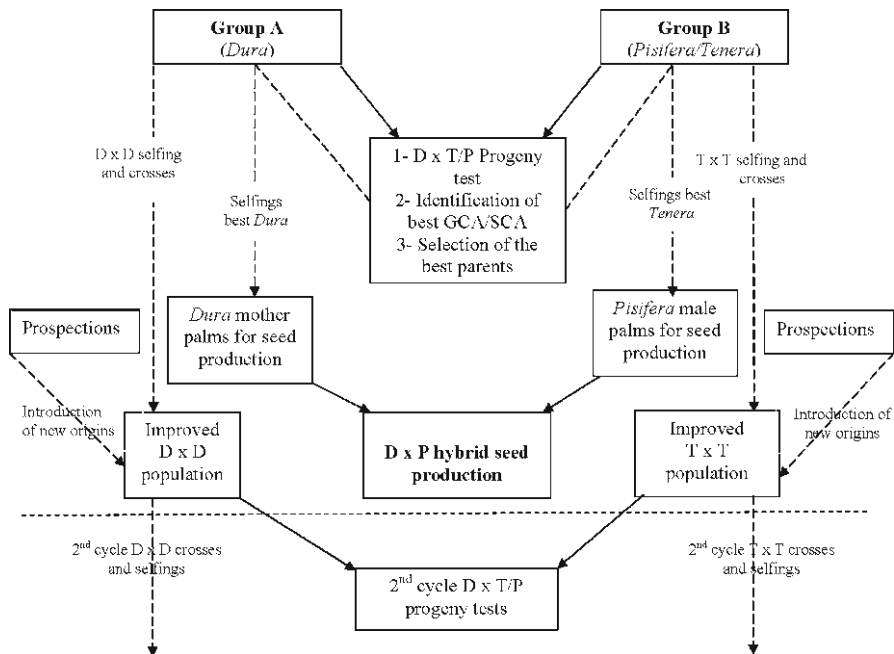 Group A
(Dura)
Group B
(Pisifera/Tenera)
D x D selfing
and crosses
Selfings
best Dura
1- D x T/P Progeny
test
2- Identification of
best GCA/SCA
3- Selection of the
best parents
Selfings best
Tenera
T x T selfing and
crosses
Prospections
Dura mother
palms for seed
production
Pisifera male
palms for seed
production
Prospections
Introduction
of new origins
Improved
D x D
population
D x P hybrid seed
production
Improved
T x T
population
Introduction of
new origins
2nd cycle D x D crosses
and selfings
2nd cycle D x T/P
progeny tests
2nd cycle T x T crosses
and selfings